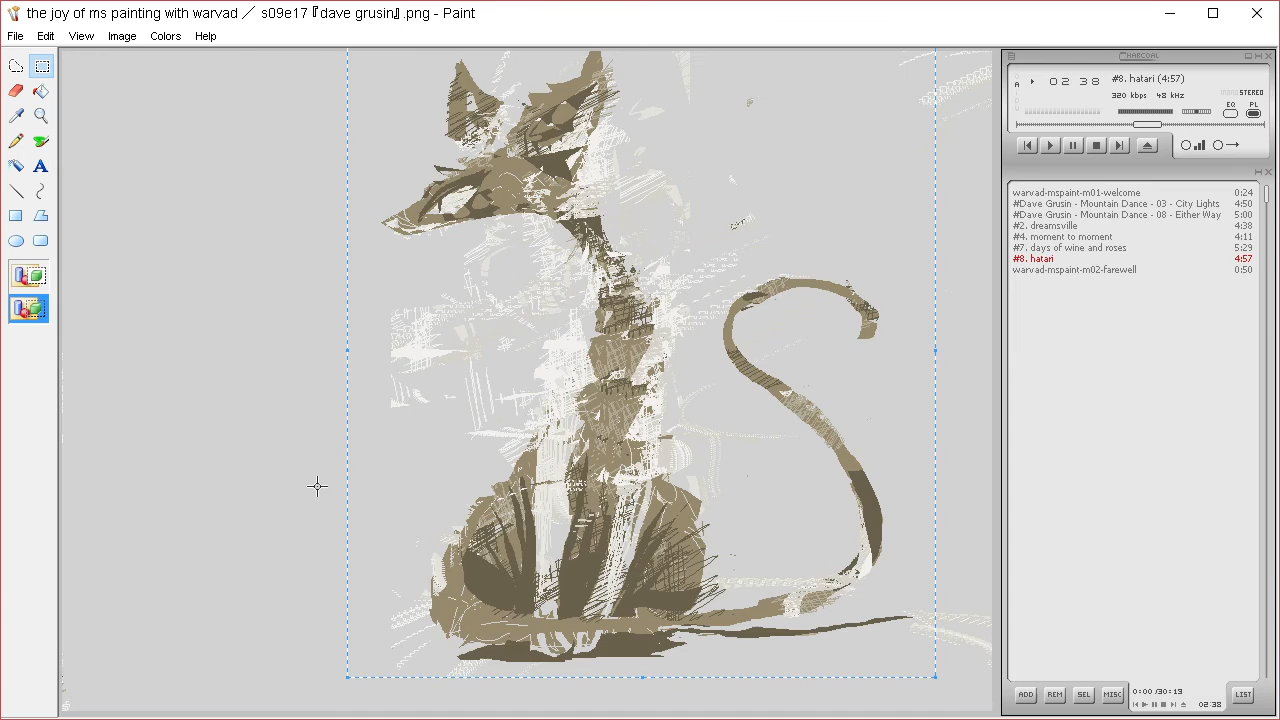 the joy of ms painting with warvad ／ s09e17『dave grusin』.png - Paint
File Edit View Image Colors Help
CHARCOAL
02 38
#8. hatari (4:57)
320 kbps 48 kHz
MONO STEREO
EQ PL
warvad-mspaint-m01-welcome 0:24
#Dave Grusin - Mountain Dance - 03 - City Lights 4:50
#Dave Grusin - Mountain Dance - 08 - Either Way 5:00
#2. dreamsville 4:38
#4. moment to moment 4:11
#7. days of wine and roses 5:29
#8. hatari 4:57
warvad-mspaint-m02-farewell 0:50
ADD REM SEL MISC 0:00/30:19 LIST
02:38